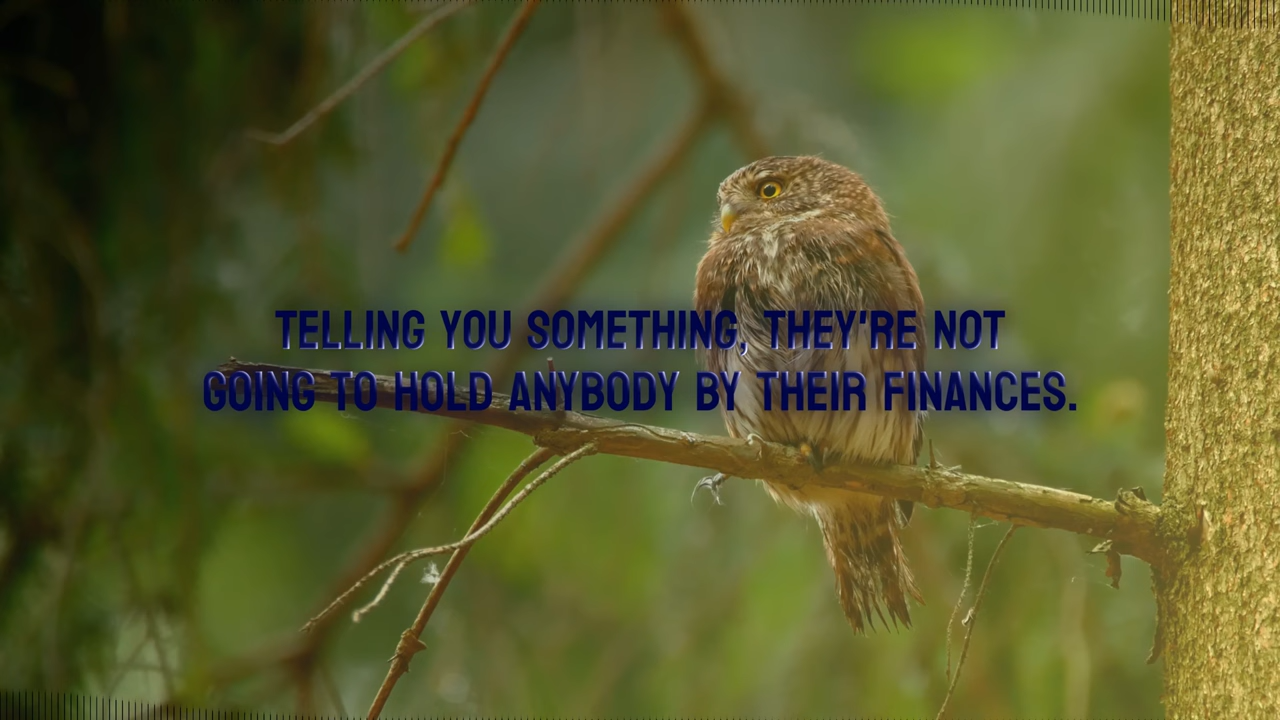 TELLING YOU SOMETHING, THEY'RE NOT
GOING TO HOLD ANYBODY BY THEIR FINANCES.